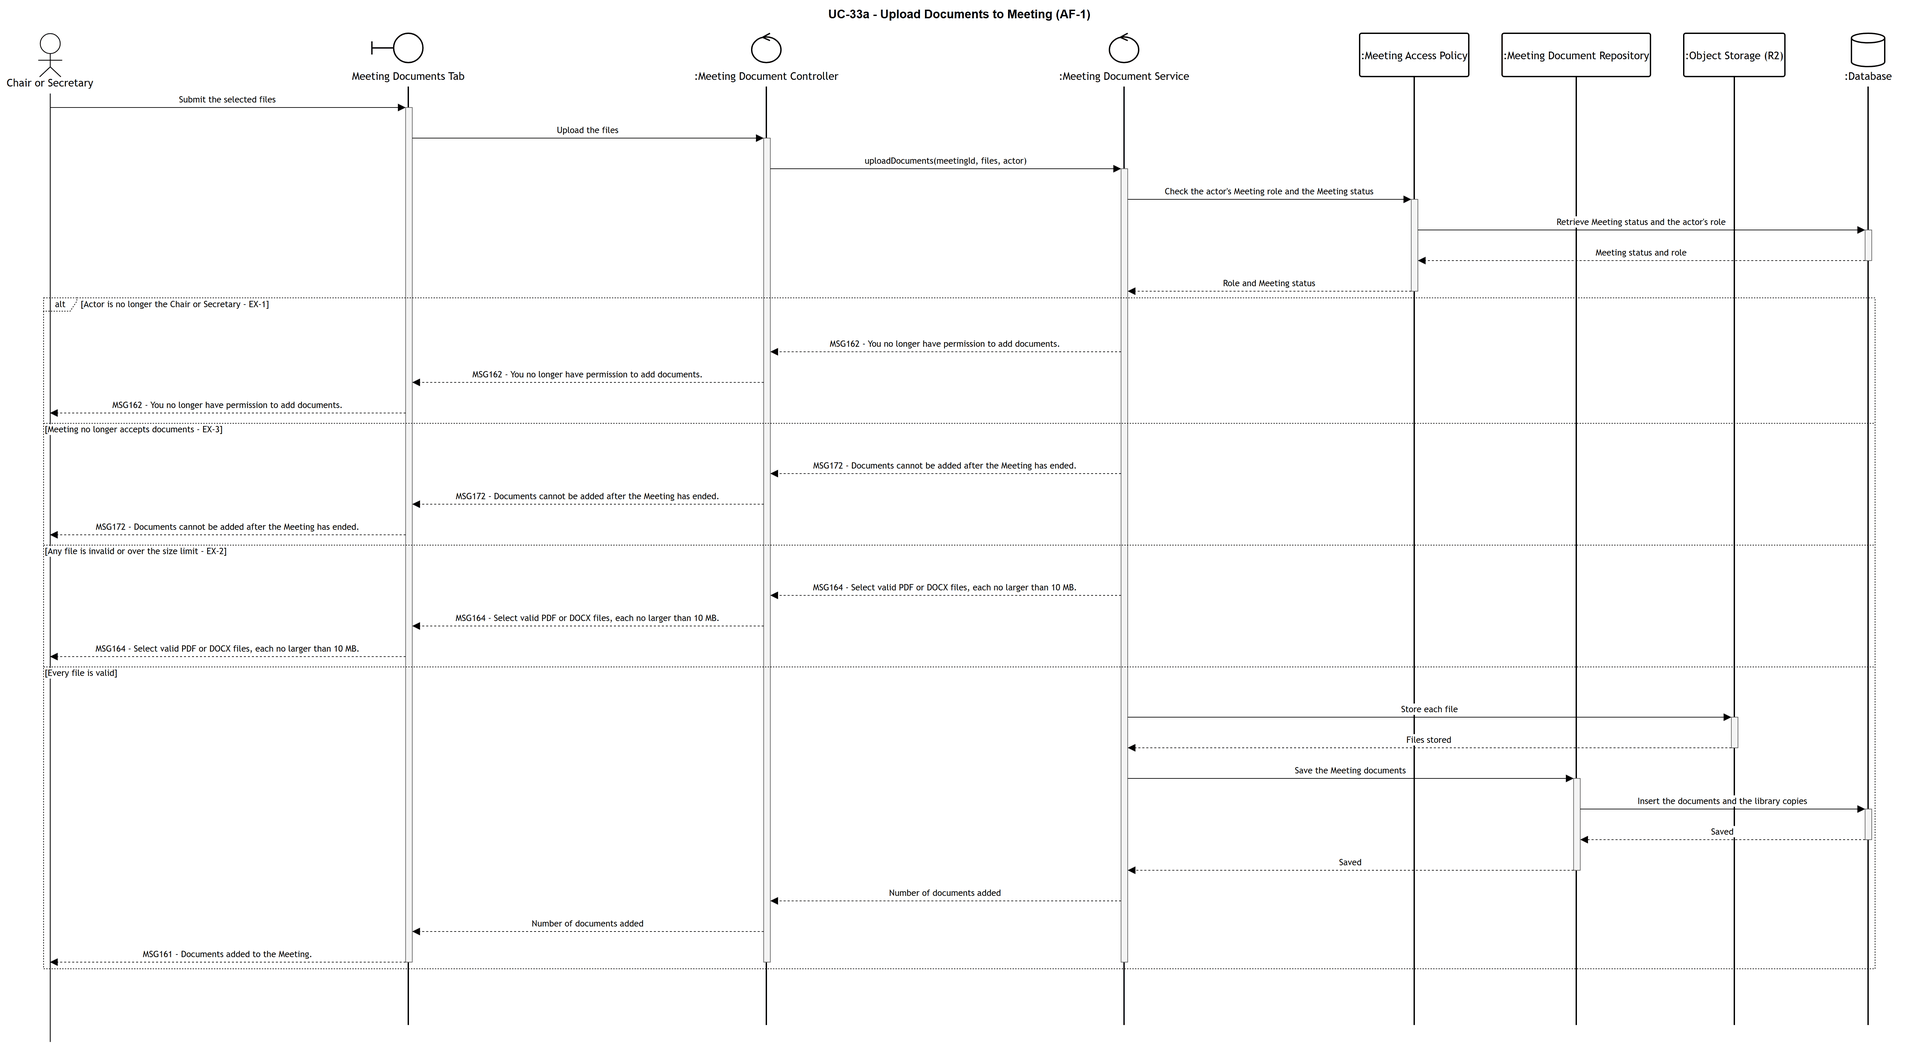 UC-33a - Upload Documents to Meeting (AF-1)
Chair or Secretary
Meeting Documents Tab
:Meeting Document Controller
:Meeting Document Service
:Meeting Access Policy
:Meeting Document Repository
:Object Storage (R2)
:Database
Submit the selected files
Upload the files
uploadDocuments(meetingId, files, actor)
Check the actor's Meeting role and the Meeting status
Retrieve Meeting status and the actor's role
Meeting status and role
Role and Meeting status
alt [Actor is no longer the Chair or Secretary - EX-1]
MSG162 - You no longer have permission to add documents.
MSG162 - You no longer have permission to add documents.
MSG162 - You no longer have permission to add documents.
[Meeting no longer accepts documents - EX-3]
MSG172 - Documents cannot be added after the Meeting has ended.
MSG172 - Documents cannot be added after the Meeting has ended.
MSG172 - Documents cannot be added after the Meeting has ended.
[Any file is invalid or over the size limit - EX-2]
MSG164 - Select valid PDF or DOCX files, each no larger than 10 MB.
MSG164 - Select valid PDF or DOCX files, each no larger than 10 MB.
MSG164 - Select valid PDF or DOCX files, each no larger than 10 MB.
[Every file is valid]
Store each file
Files stored
Save the Meeting documents
Insert the documents and the library copies
Saved
Saved
Number of documents added
Number of documents added
MSG161 - Documents added to the Meeting.